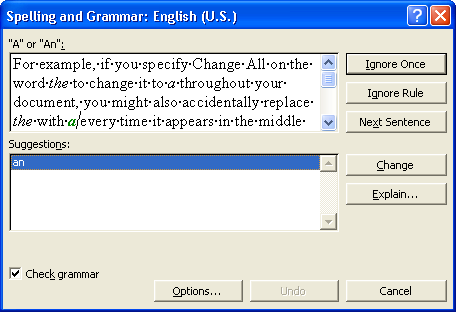 Spelling and Grammar: English (U.S.)
"A" or "An":
For example, if you specify Change All on the
word the to change it to a throughout your
document, you might also accidentally replace
the with a every time it appears in the middle
Ignore Once
Ignore Rule
Next Sentence
Suggestions:
an
Change
Explain...
Check grammar
Options...
Undo
Cancel